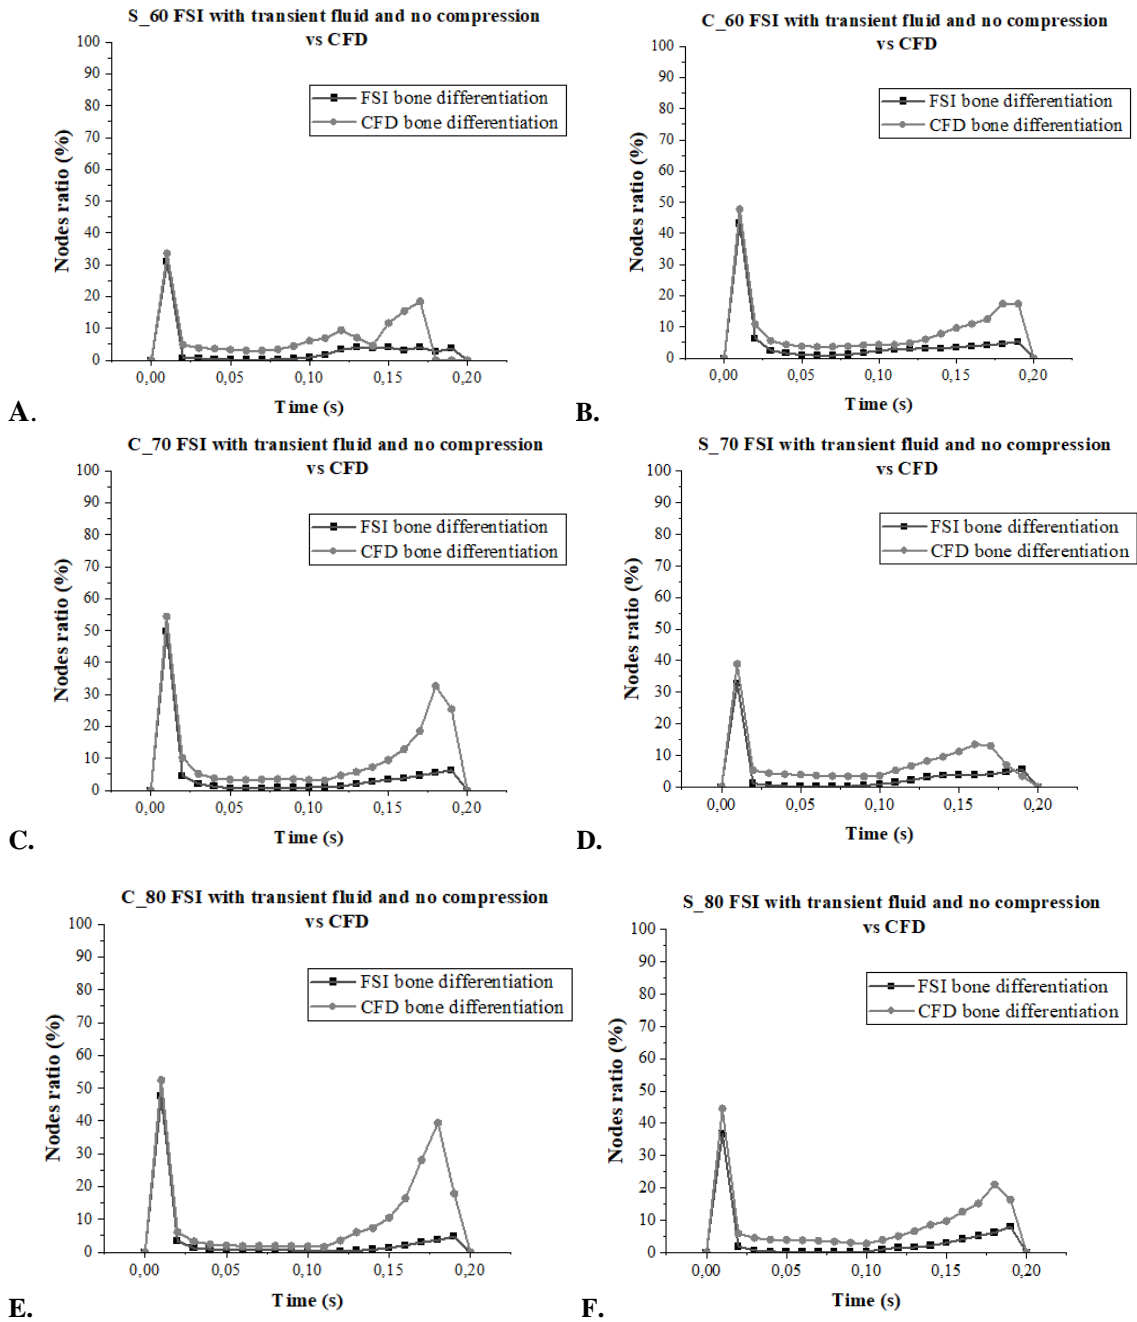 S_60 FSI with transient fluid and no compression
vs CFD
FSI bone differentiation
CFD bone differentiation
Nodes ratio (%)
100
90
80
70
60
50
40
30
20
10
0
0,00 0,05 0,10 0,15 0,20
Time (s)
A.
C_60 FSI with transient fluid and no compression
vs CFD
FSI bone differentiation
CFD bone differentiation
Nodes ratio (%)
100
90
80
70
60
50
40
30
20
10
0
0,00 0,05 0,10 0,15 0,20
Time (s)
B.
C_70 FSI with transient fluid and no compression
vs CFD
FSI bone differentiation
CFD bone differentiation
Nodes ratio (%)
100
90
80
70
60
50
40
30
20
10
0
0,00 0,05 0,10 0,15 0,20
Time (s)
C.
S_70 FSI with transient fluid and no compression
vs CFD
FSI bone differentiation
CFD bone differentiation
Nodes ratio (%)
100
90
80
70
60
50
40
30
20
10
0
0,00 0,05 0,10 0,15 0,20
Time (s)
D.
C_80 FSI with transient fluid and no compression
vs CFD
FSI bone differentiation
CFD bone differentiation
Nodes ratio (%)
100
90
80
70
60
50
40
30
20
10
0
0,00 0,05 0,10 0,15 0,20
Time (s)
E.
S_80 FSI with transient fluid and no compression
vs CFD
FSI bone differentiation
CFD bone differentiation
Nodes ratio (%)
100
90
80
70
60
50
40
30
20
10
0
0,00 0,05 0,10 0,15 0,20
Time (s)
F.